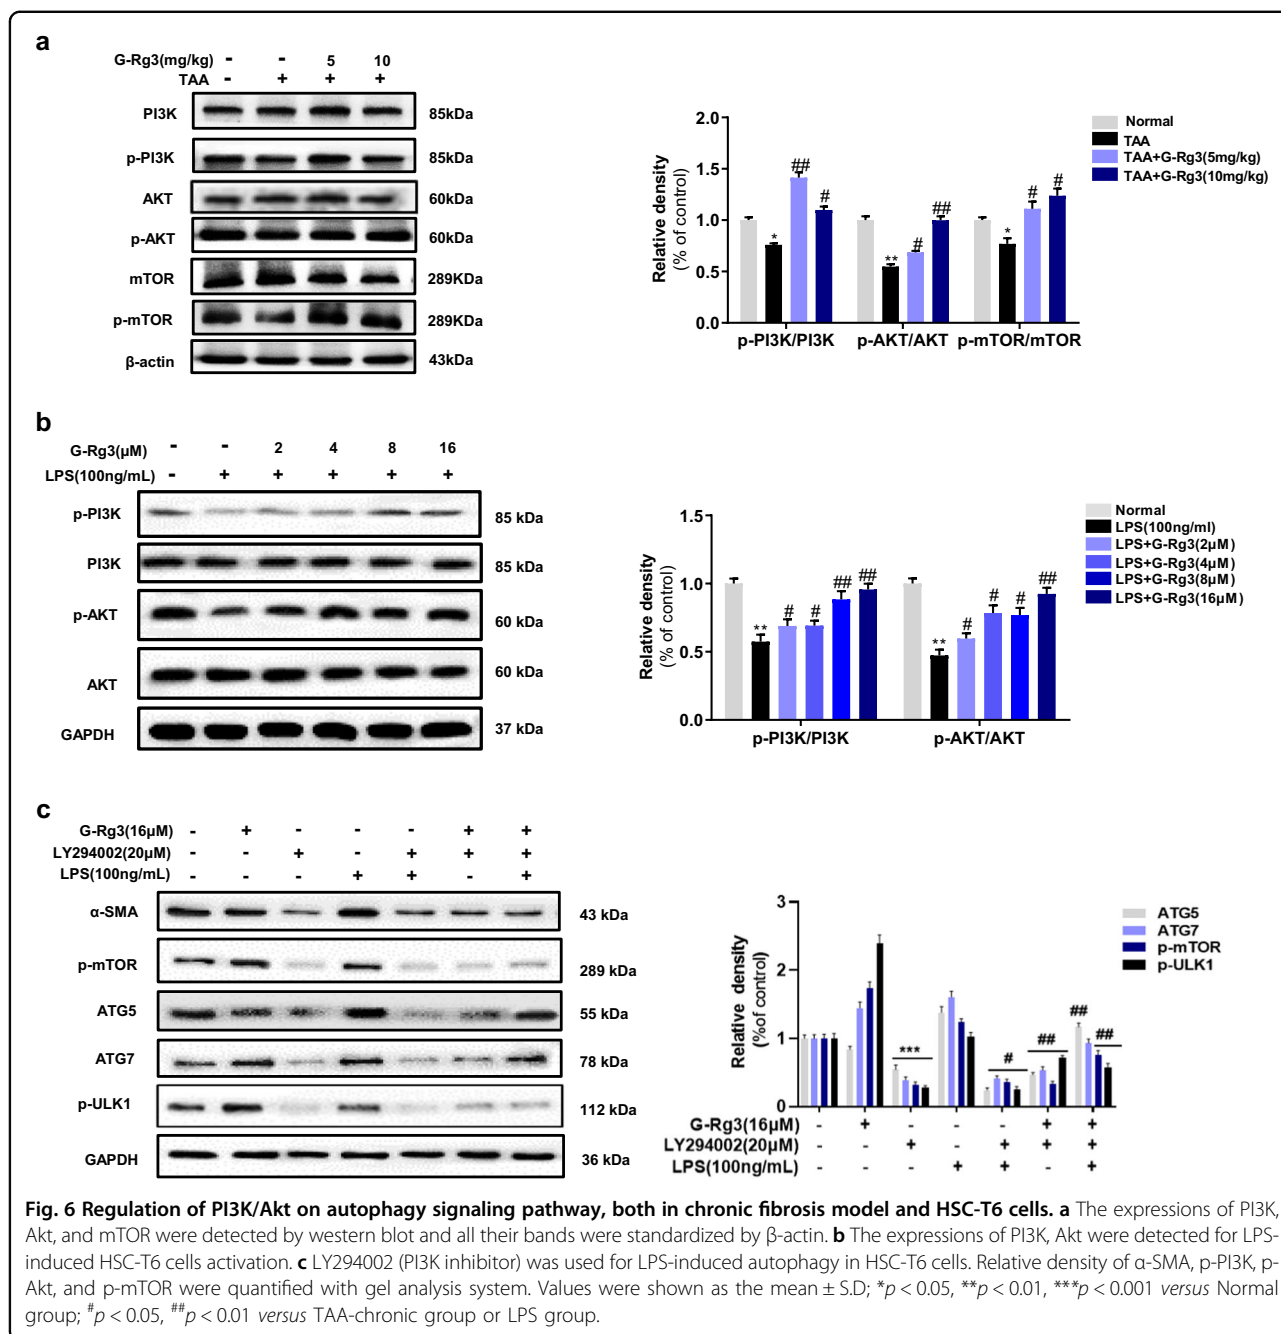 a
G-Rg3(mg/kg) - - 5 10
TAA - + + +
PI3K 85kDa
p-PI3K 85kDa
AKT 60kDa
p-AKT 60kDa
mTOR 289KDa
p-mTOR 289KDa
β-actin 43kDa
Relative density
(% of control)
2.0
1.5
1.0
0.5
0.0
* ## # ** # ## * # #
p-PI3K/PI3K p-AKT/AKT p-mTOR/mTOR
Normal
TAA
TAA+G-Rg3(5mg/kg)
TAA+G-Rg3(10mg/kg)
b
G-Rg3(μM) - - 2 4 8 16
LPS(100ng/mL) - + + + + +
p-PI3K 85 kDa
PI3K 85 kDa
p-AKT 60 kDa
AKT 60 kDa
GAPDH 37 kDa
Relative density
(% of control)
1.5
1.0
0.5
0.0
** # # ## ## ** # # # ##
p-PI3K/PI3K p-AKT/AKT
Normal
LPS(100ng/ml)
LPS+G-Rg3(2μM)
LPS+G-Rg3(4μM)
LPS+G-Rg3(8μM)
LPS+G-Rg3(16μM)
c
G-Rg3(16μM) - + - - - + +
LY294002(20μM) - - + - + + +
LPS(100ng/mL) - - - + + - +
α-SMA 43 kDa
p-mTOR 289 kDa
ATG5 55 kDa
ATG7 78 kDa
p-ULK1 112 kDa
GAPDH 36 kDa
Relative density
(%of control)
3
2
1
0
*** # ## ## ##
ATG5
ATG7
p-mTOR
p-ULK1
G-Rg3(16μM) - + - - - + +
LY294002(20μM) - - + - + + +
LPS(100ng/mL) - - - + + - +
Fig. 6 Regulation of PI3K/Akt on autophagy signaling pathway, both in chronic fibrosis model and HSC-T6 cells. a The expressions of PI3K,
Akt, and mTOR were detected by western blot and all their bands were standardized by β-actin. b The expressions of PI3K, Akt were detected for LPS-
induced HSC-T6 cells activation. c LY294002 (PI3K inhibitor) was used for LPS-induced autophagy in HSC-T6 cells. Relative density of α-SMA, p-PI3K, p-
Akt, and p-mTOR were quantified with gel analysis system. Values were shown as the mean ± S.D; *p < 0.05, **p < 0.01, ***p < 0.001 versus Normal
group; #p < 0.05, ##p < 0.01 versus TAA-chronic group or LPS group.